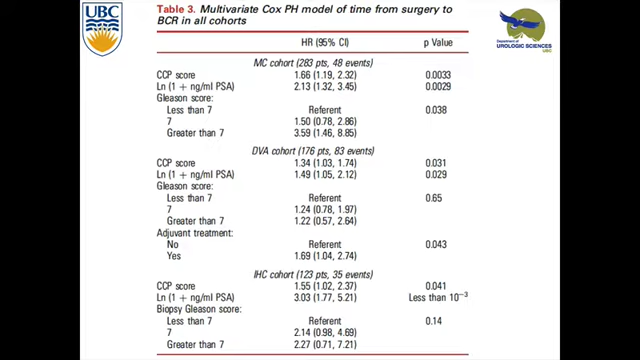 UBC
Department of
UROLOGIC SCIENCES
UBC
Table 3. Multivariate Cox PH model of time from surgery to
BCR in all cohorts
HR (95% CI) p Value
MC cohort (283 pts, 48 events)
CCP score 1.66 (1.19, 2.32) 0.0033
Ln (1 + ng/ml PSA) 2.13 (1.32, 3.45) 0.0029
Gleason score:
Less than 7 Referent 0.038
7 1.50 (0.78, 2.86)
Greater than 7 3.59 (1.46, 8.85)
DVA cohort (176 pts, 83 events)
CCP score 1.34 (1.03, 1.74) 0.031
Ln (1 + ng/ml PSA) 1.49 (1.05, 2.12) 0.029
Gleason score:
Less than 7 Referent 0.65
7 1.24 (0.78, 1.97)
Greater than 7 1.22 (0.57, 2.64)
Adjuvant treatment:
No Referent 0.043
Yes 1.69 (1.04, 2.74)
IHC cohort (123 pts, 35 events)
CCP score 1.55 (1.02, 2.37) 0.041
Ln (1 + ng/ml PSA) 3.03 (1.77, 5.21) Less than 10⁻³
Biopsy Gleason score:
Less than 7 Referent 0.14
7 2.14 (0.98, 4.69)
Greater than 7 2.27 (0.71, 7.21)